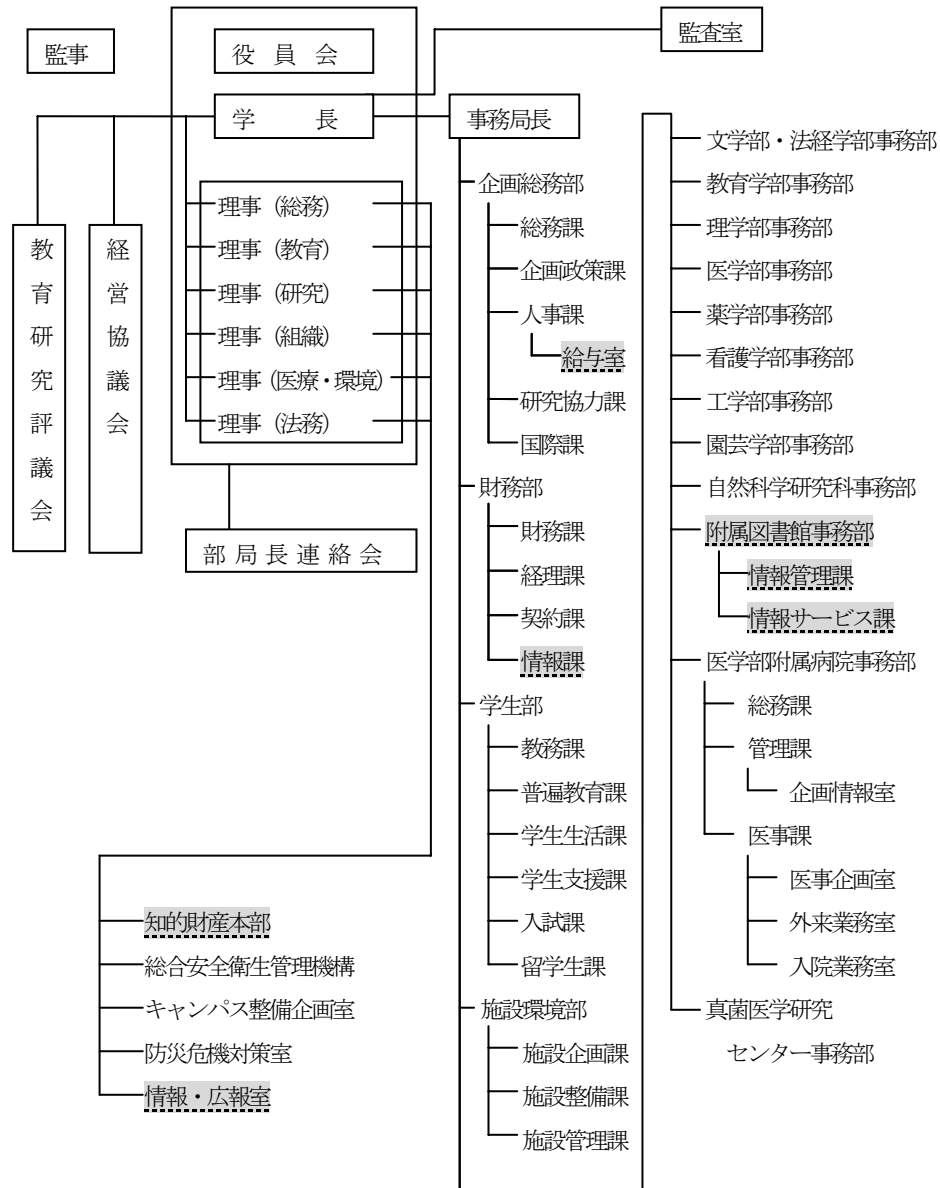 監事
役員会
監査室
学長
事務局長
教育研究評議会
経営協議会
理事（総務）
理事（教育）
理事（研究）
理事（組織）
理事（医療・環境）
理事（法務）
部局長連絡会
知的財産本部
総合安全衛生管理機構
キャンパス整備企画室
防災危機対策室
情報・広報室
企画総務部
総務課
企画政策課
人事課
給与室
研究協力課
国際課
財務部
財務課
経理課
契約課
情報課
学生部
教務課
普遍教育課
学生生活課
学生支援課
入試課
留学生課
施設環境部
施設企画課
施設整備課
施設管理課
文学部・法経学部事務部
教育学部事務部
理学部事務部
医学部事務部
薬学部事務部
看護学部事務部
工学部事務部
園芸学部事務部
自然科学研究科事務部
附属図書館事務部
情報管理課
情報サービス課
医学部附属病院事務部
総務課
管理課
企画情報室
医事課
医事企画室
外来業務室
入院業務室
真菌医学研究
センター事務部